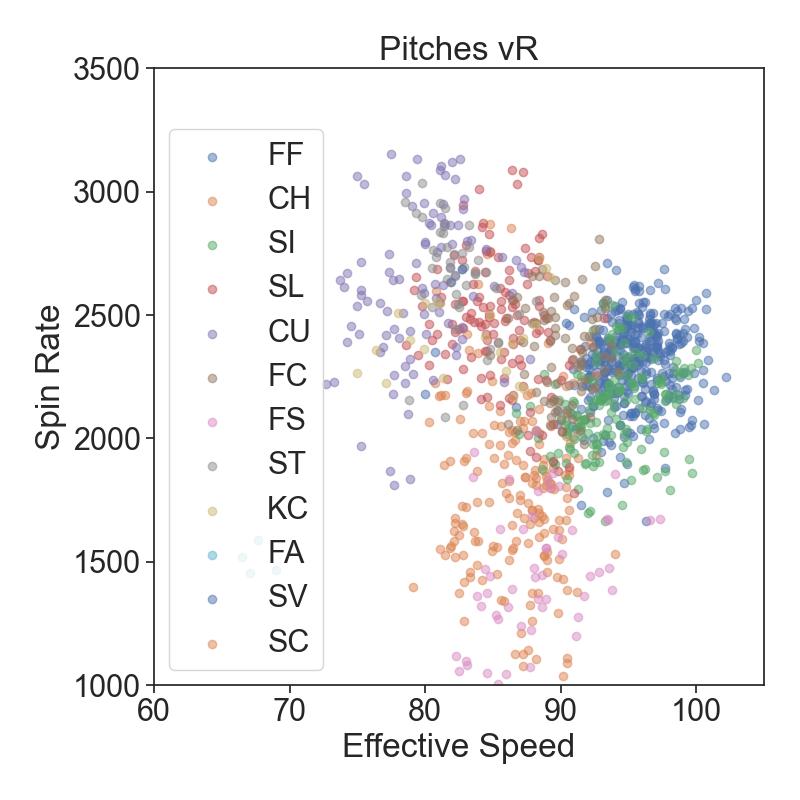 Pitches vR
3500
3000
2500
2000
1500
1000
Spin Rate
FF
CH
SI
SL
CU
FC
FS
ST
KC
FA
SV
SC
60 70 80 90 100
Effective Speed